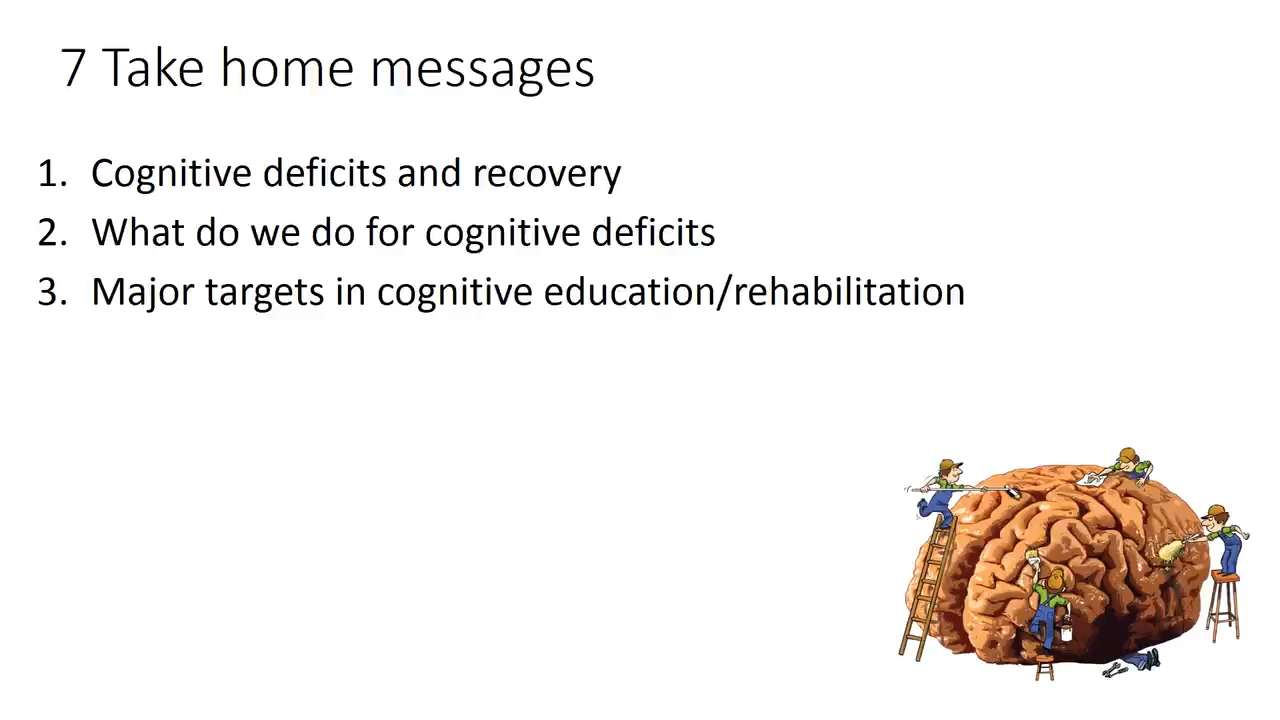 7 Take home messages
1. Cognitive deficits and recovery
2. What do we do for cognitive deficits
3. Major targets in cognitive education/rehabilitation